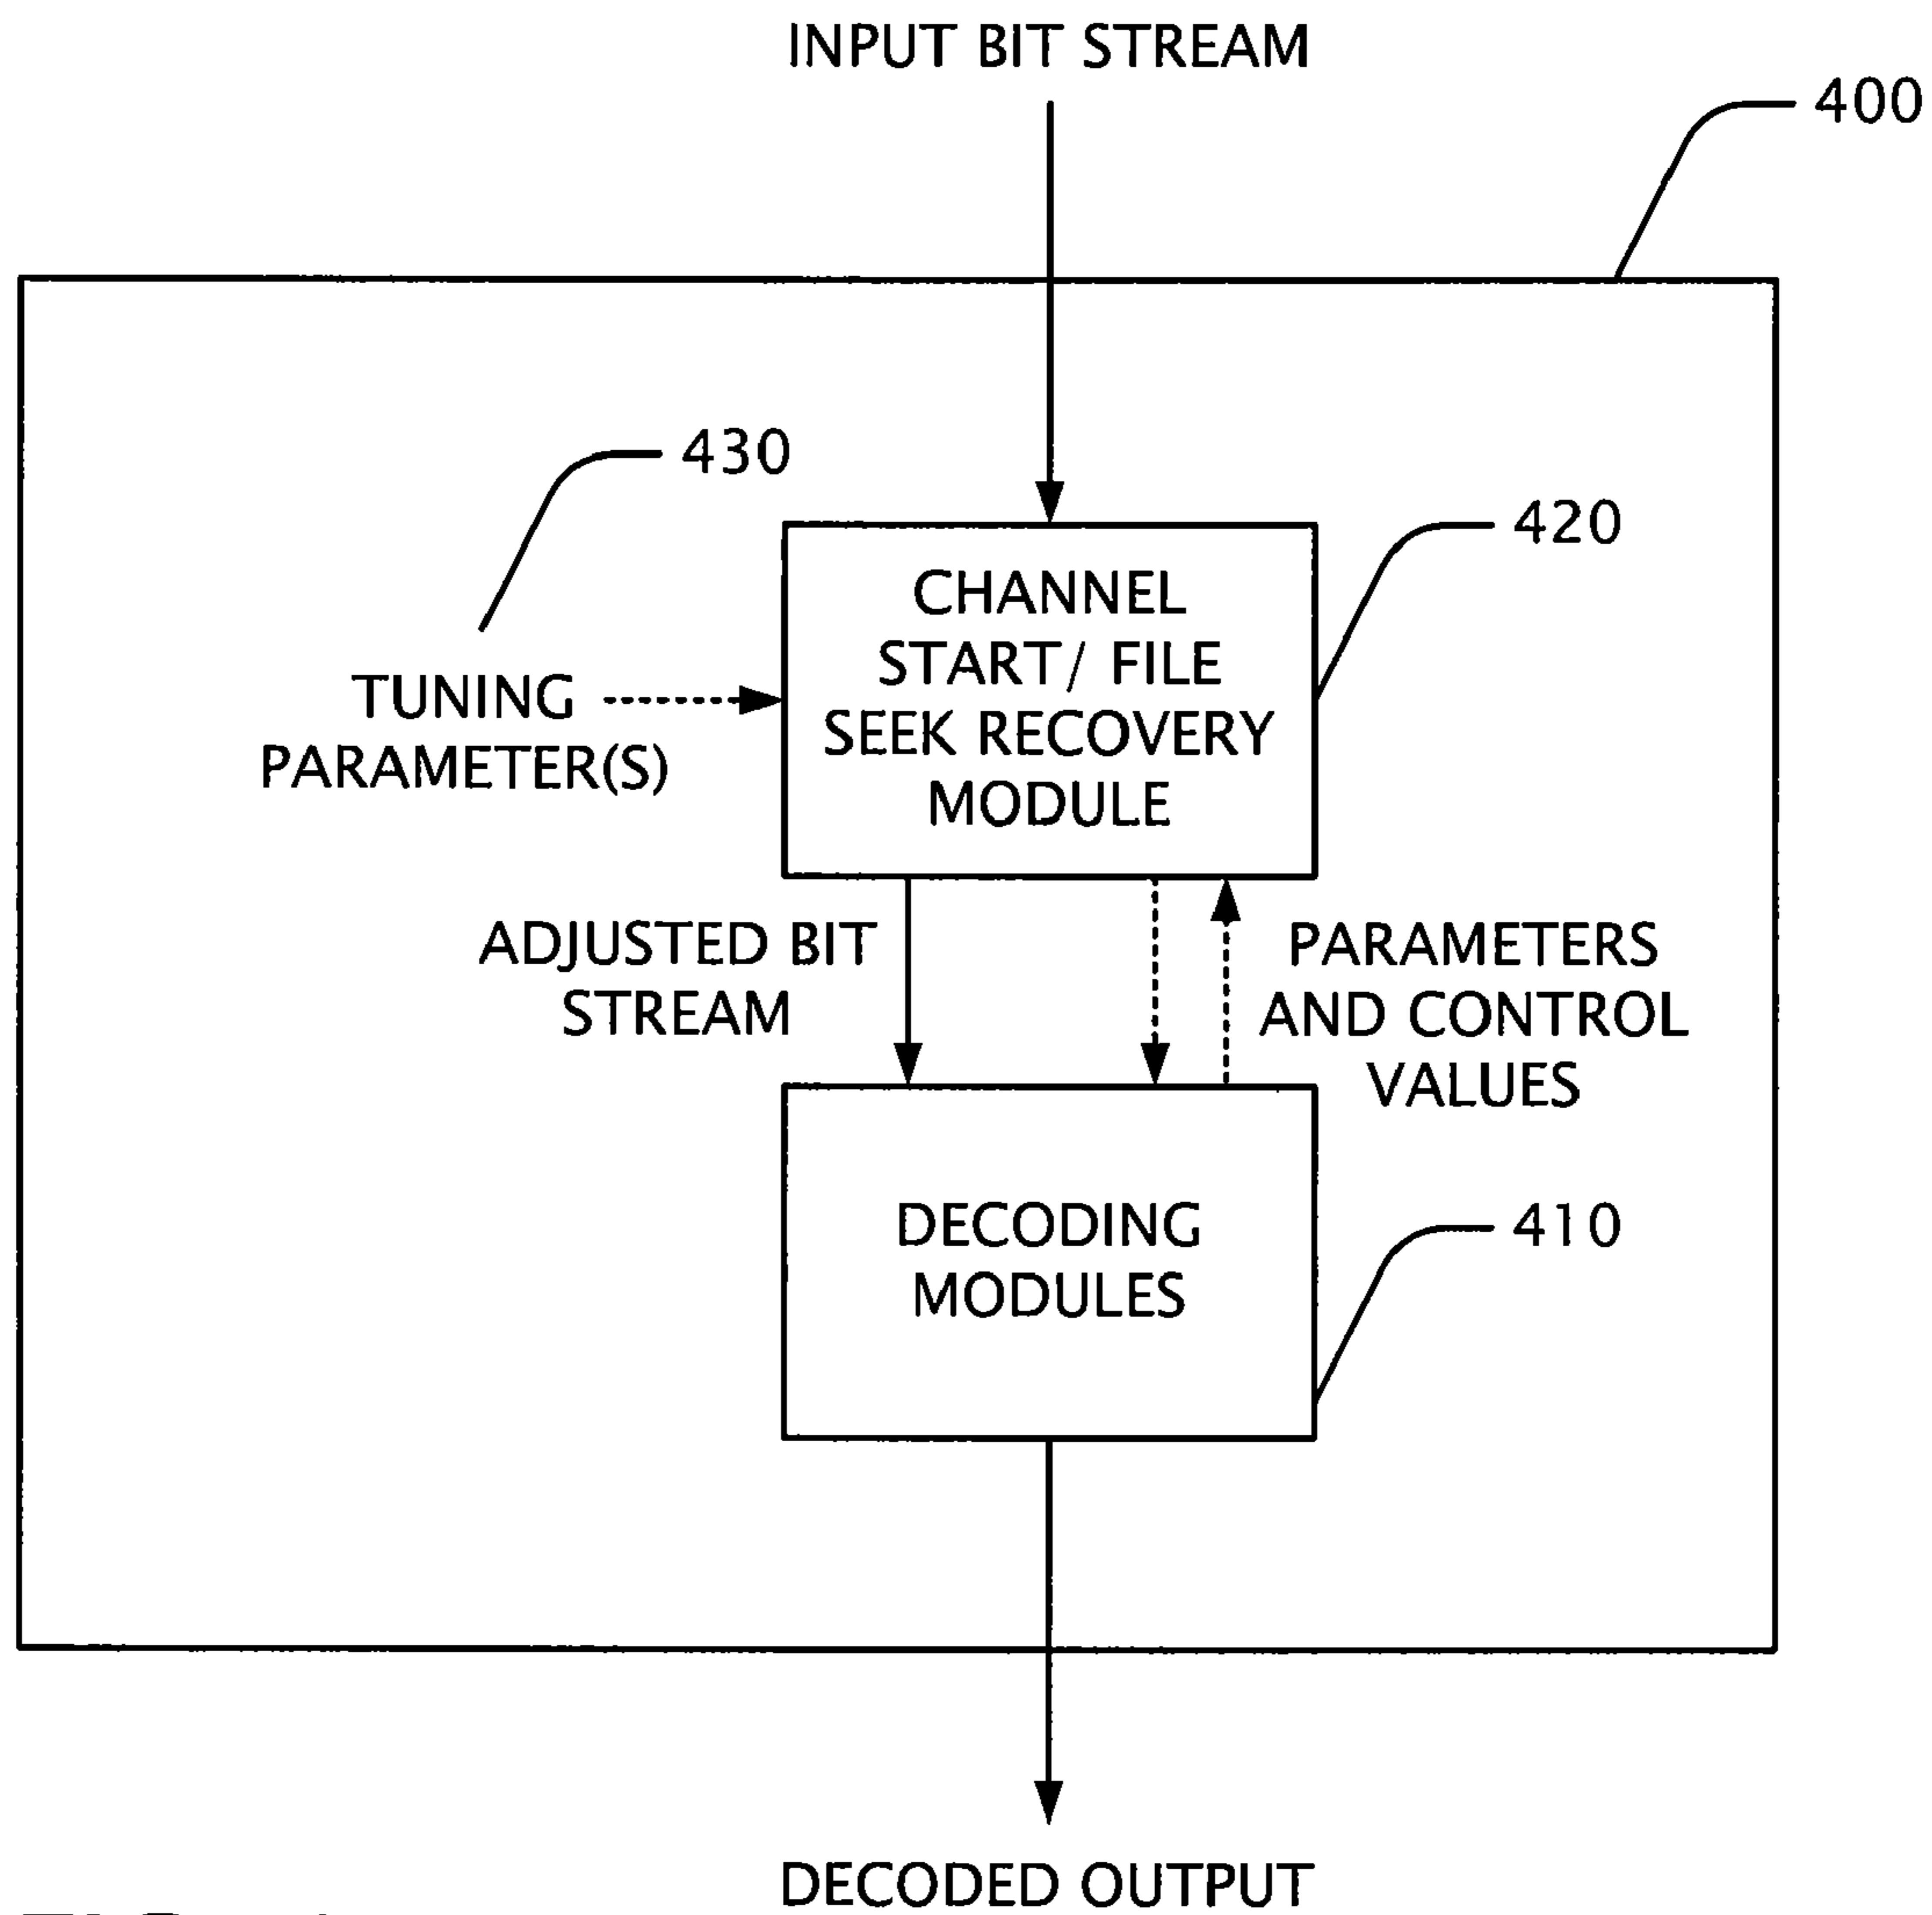 INPUT BIT STREAM
400
430
420
CHANNEL
START/ FILE
SEEK RECOVERY
MODULE
TUNING
PARAMETER(S)
ADJUSTED BIT
STREAM
PARAMETERS
AND CONTROL
VALUES
DECODING
MODULES
410
DECODED OUTPUT